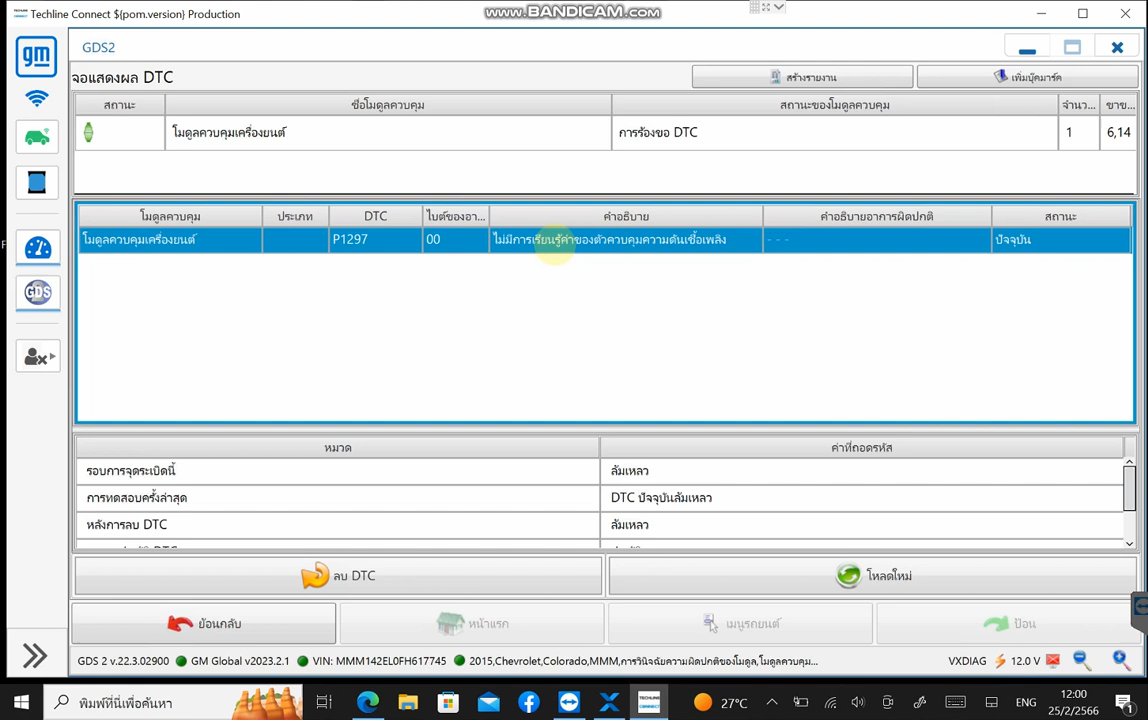 Techline Connect ${pom.version} Production
www.BANDICAM.com
gm
GDS2
จอแสดงผล DTC
สร้างรายงาน
เพิ่มบุ๊คมาร์ค
สถานะ ชื่อโมดูลควบคุม สถานะของโมดูลควบคุม จำนว... ขาข...
โมดูลควบคุมเครื่องยนต์ การร้องขอ DTC 1 6,14
โมดูลควบคุม ประเภท DTC ไบต์ของอา... คำอธิบาย คำอธิบายอาการผิดปกติ สถานะ
โมดูลควบคุมเครื่องยนต์ P1297 00 ไม่มีการเรียนรู้ค่าของตัวควบคุมความดันเชื้อเพลิง - - - ปัจจุบัน
GDS
หมวด ค่าที่ถอดรหัส
รอบการจุดระเบิดนี้ ล้มเหลว
การทดสอบครั้งล่าสุด DTC ปัจจุบันล้มเหลว
หลังการลบ DTC ล้มเหลว
ลบ DTC
โหลดใหม่
ย้อนกลับ
หน้าแรก
เมนูรถยนต์
ป้อน
GDS 2 v.22.3.02900 GM Global v2023.2.1 VIN: MMM142EL0FH617745 2015,Chevrolet,Colorado,MMM,การวินิจฉัยความผิดปกติของโมดูล,โมดูลควบคุม... VXDIAG 12.0 V
พิมพ์ที่นี่เพื่อค้นหา
TECHLINE CONNECT
27°C
ENG
12:00
25/2/2566
1